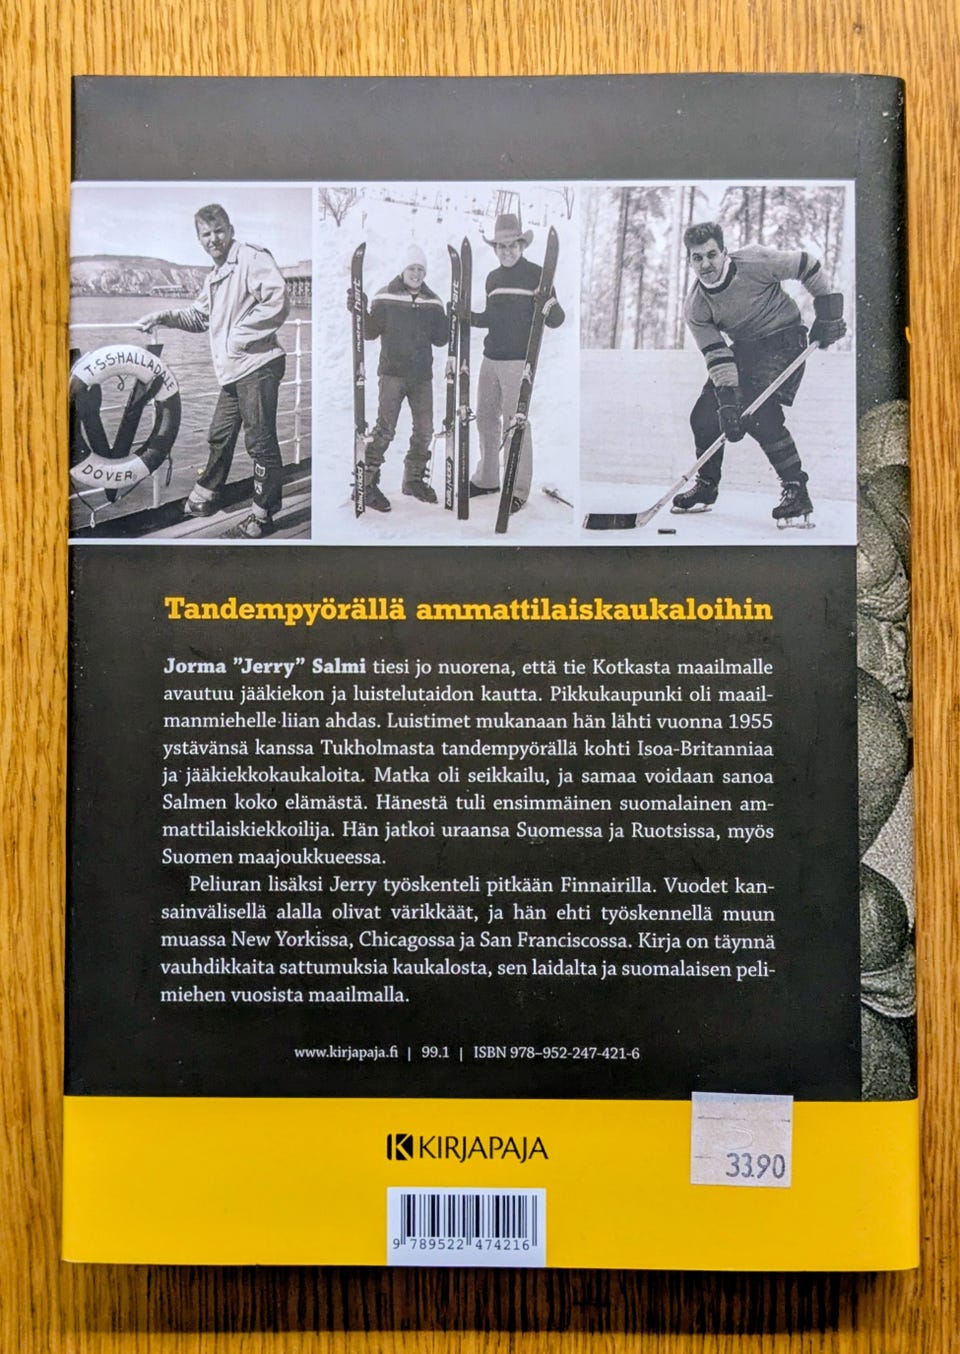 T·S·S·HALLADALE
DOVER
Tandempyörällä ammattilaiskaukaloihin
Jorma ”Jerry” Salmi tiesi jo nuorena, että tie Kotkasta maailmalle
avautuu jääkiekon ja luistelutaidon kautta. Pikkukaupunki oli maail-
manmiehelle liian ahdas. Luistimet mukanaan hän lähti vuonna 1955
ystävänsä kanssa Tukholmasta tandempyörällä kohti Isoa-Britanniaa
ja jääkiekkokaukaloita. Matka oli seikkailu, ja samaa voidaan sanoa
Salmen koko elämästä. Hänestä tuli ensimmäinen suomalainen am-
mattilaiskiekkoilija. Hän jatkoi uraansa Suomessa ja Ruotsissa, myös
Suomen maajoukkueessa.
Peliuran lisäksi Jerry työskenteli pitkään Finnairilla. Vuodet kan-
sainvälisellä alalla olivat värikkäät, ja hän ehti työskennellä muun
muassa New Yorkissa, Chicagossa ja San Franciscossa. Kirja on täynnä
vauhdikkaita sattumuksia kaukalosta, sen laidalta ja suomalaisen peli-
miehen vuosista maailmalla.
www.kirjapaja.fi | 99.1 | ISBN 978–952-247-421-6
KIRJAPAJA
33.90
9 789522 474216